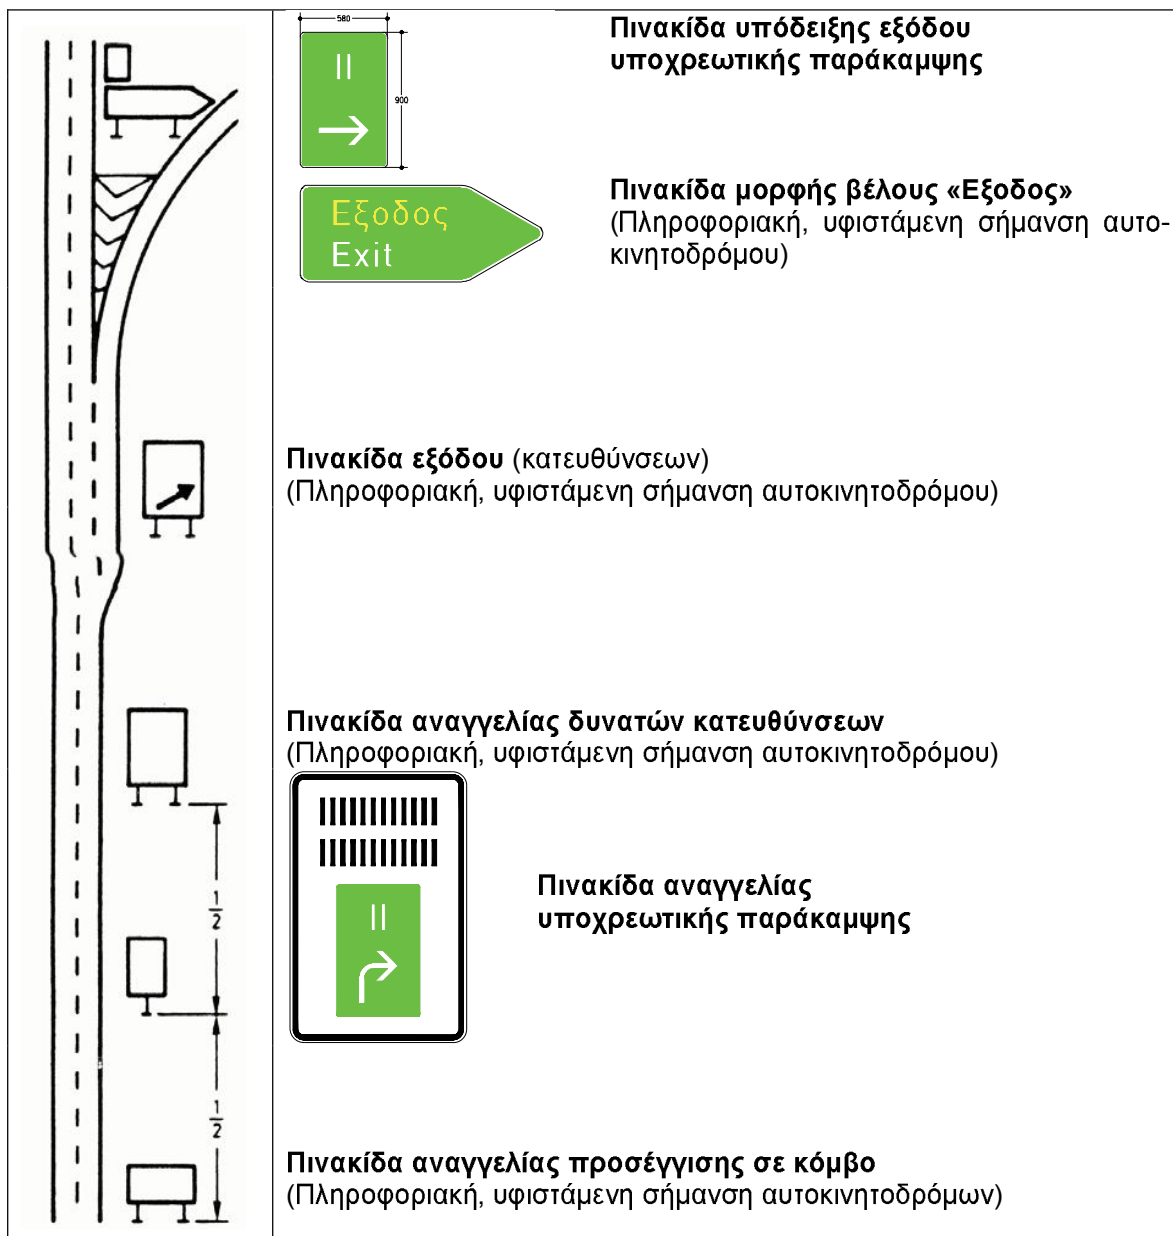 580
Πινακίδα υπόδειξης εξόδου
υποχρεωτικής παράκαμψης
II
900
Πινακίδα μορφής βέλους «Εξοδος»
(Πληροφοριακή, υφιστάμενη σήμανση αυτο-
κινητοδρόμου)
Εξοδος
Exit
Πινακίδα εξόδου (κατευθύνσεων)
(Πληροφοριακή, υφιστάμενη σήμανση αυτοκινητοδρόμου)
Πινακίδα αναγγελίας δυνατών κατευθύνσεων
(Πληροφοριακή, υφιστάμενη σήμανση αυτοκινητοδρόμου)
1/2
II
Πινακίδα αναγγελίας
υποχρεωτικής παράκαμψης
1/2
Πινακίδα αναγγελίας προσέγγισης σε κόμβο
(Πληροφοριακή, υφιστάμενη σήμανση αυτοκινητοδρόμων)